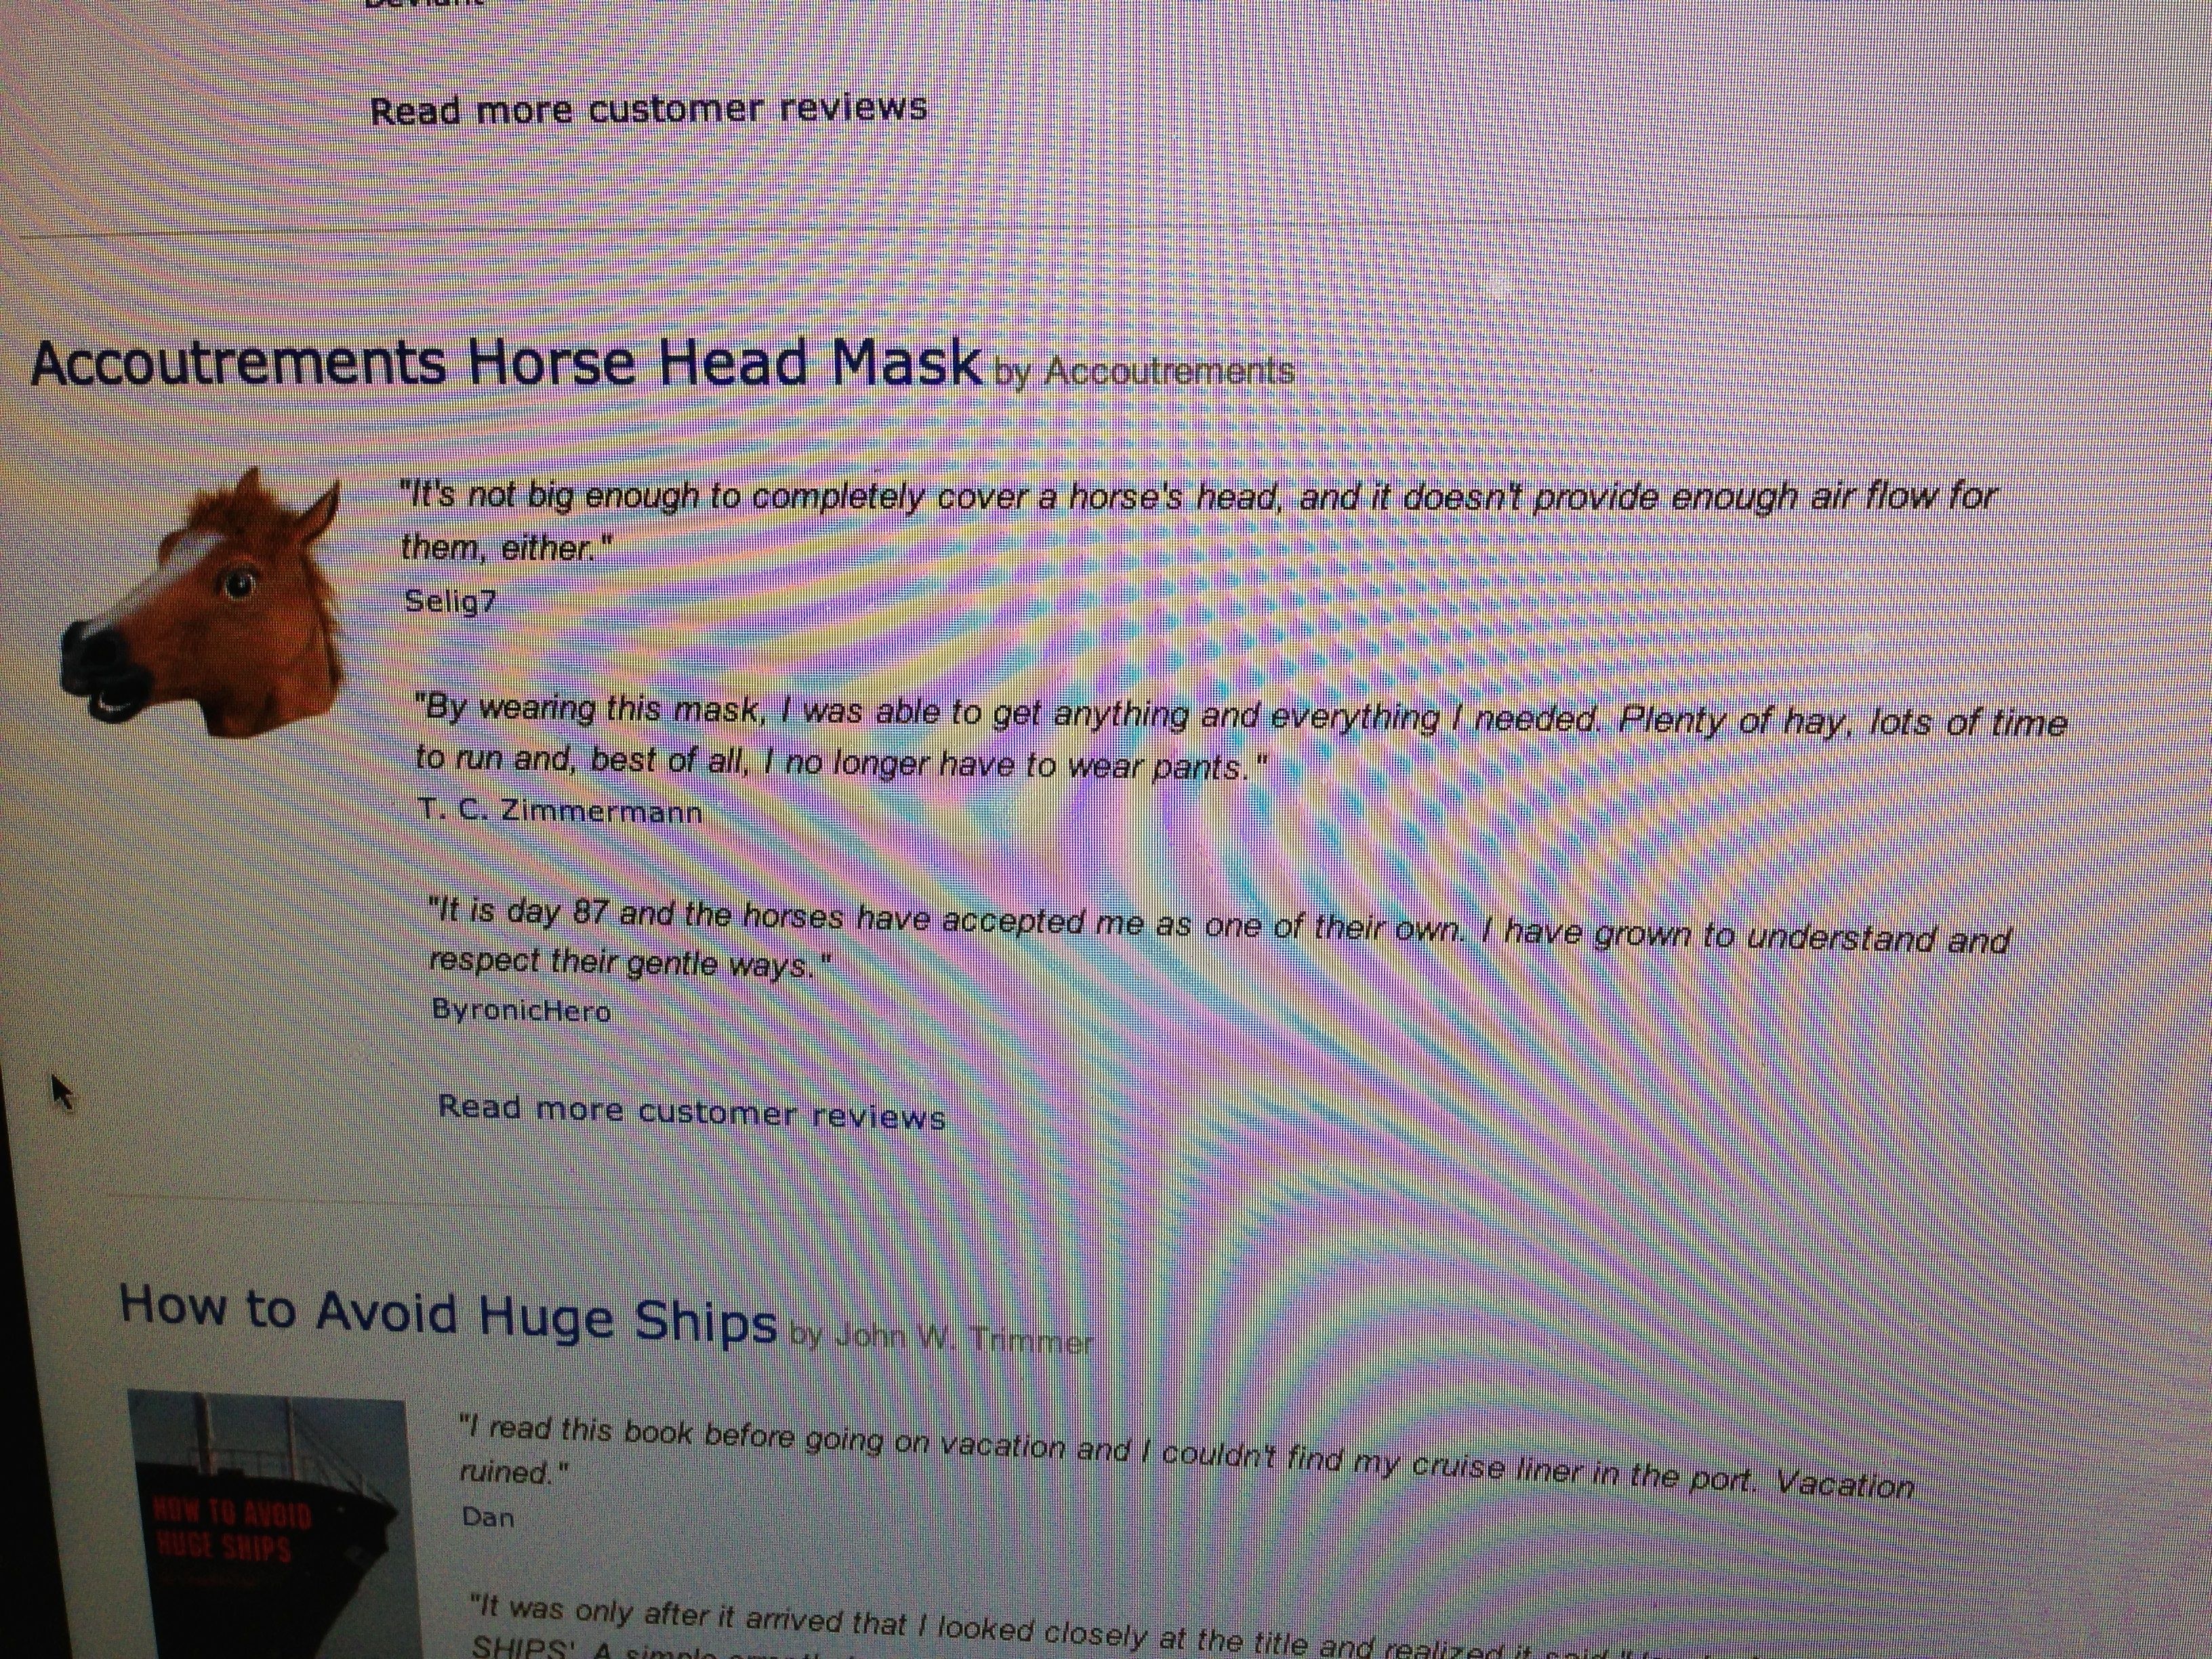 Read more customer reviews
Accoutrements Horse Head Mask by Accoutrements
"It's not big enough to completely cover a horse's head, and it doesn't provide enough air flow for
them, either."
Selig7
"By wearing this mask, I was able to get anything and everything I needed. Plenty of hay, lots of time
to run and, best of all, I no longer have to wear pants."
T. C. Zimmermann
"It is day 87 and the horses have accepted me as one of their own. I have grown to understand and
respect their gentle ways."
ByronicHero
Read more customer reviews
How to Avoid Huge Ships by John W. Trimmer
HOW TO AVOID
HUGE SHIPS
"I read this book before going on vacation and I couldn't find my cruise liner in the port. Vacation
ruined."
Dan
"It was only after it arrived that I looked closely at the title and realized it
SHIPS'. A simple